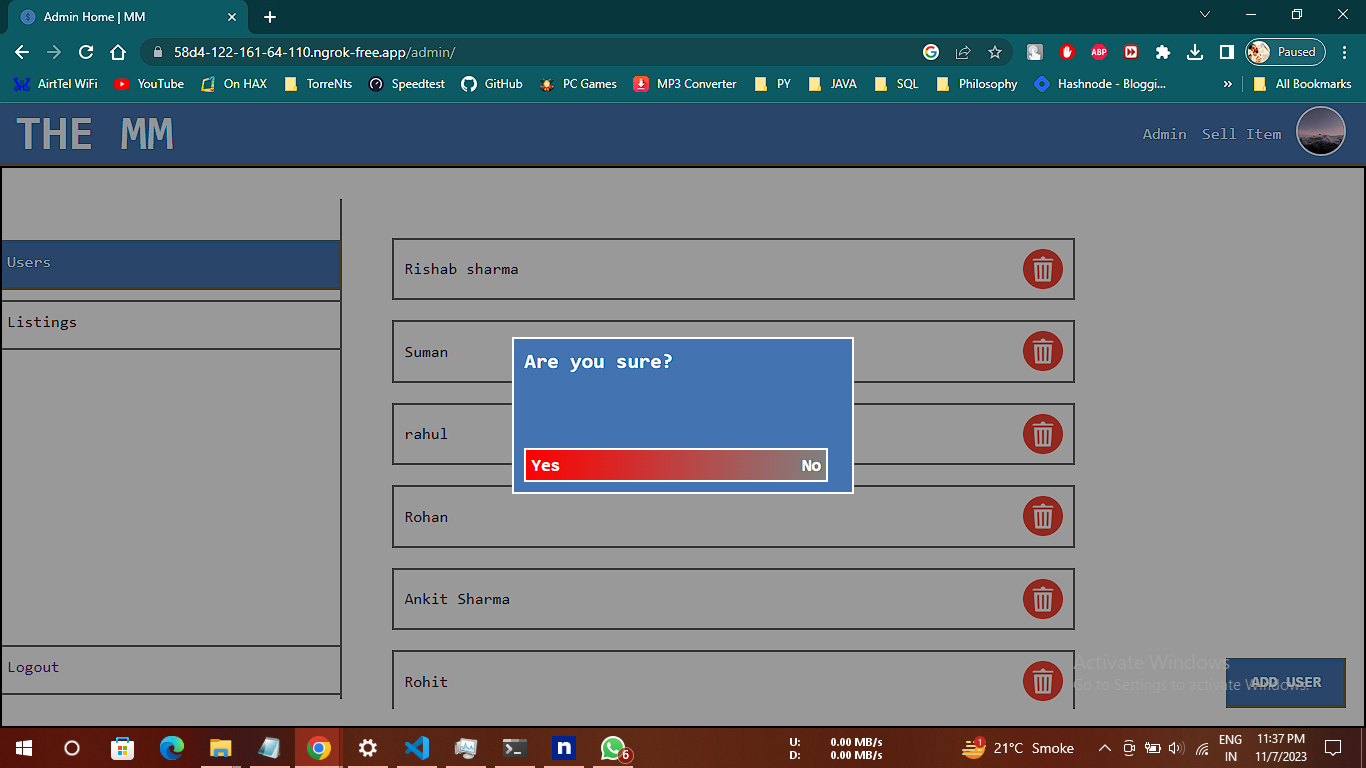 Admin Home | MM
58d4-122-161-64-110.ngrok-free.app/admin/
ABP
Paused
AirtTel WiFi
YouTube
On HAX
TorreNts
Speedtest
GitHub
PC Games
MP3 Converter
PY
JAVA
SQL
Philosophy
Hashnode - Bloggi...
»
All Bookmarks
THE MM
Admin
Sell Item
Users
Listings
Logout
Rishab sharma
Suman
rahul
Rohan
Ankit Sharma
Rohit
Are you sure?
Yes
No
Activate Windows
Go to Settings to activate Windows.
ADD USER
n
6
U: 0.00 MB/s
D: 0.00 MB/s
1
21°C Smoke
ENG
IN
11:37 PM
11/7/2023